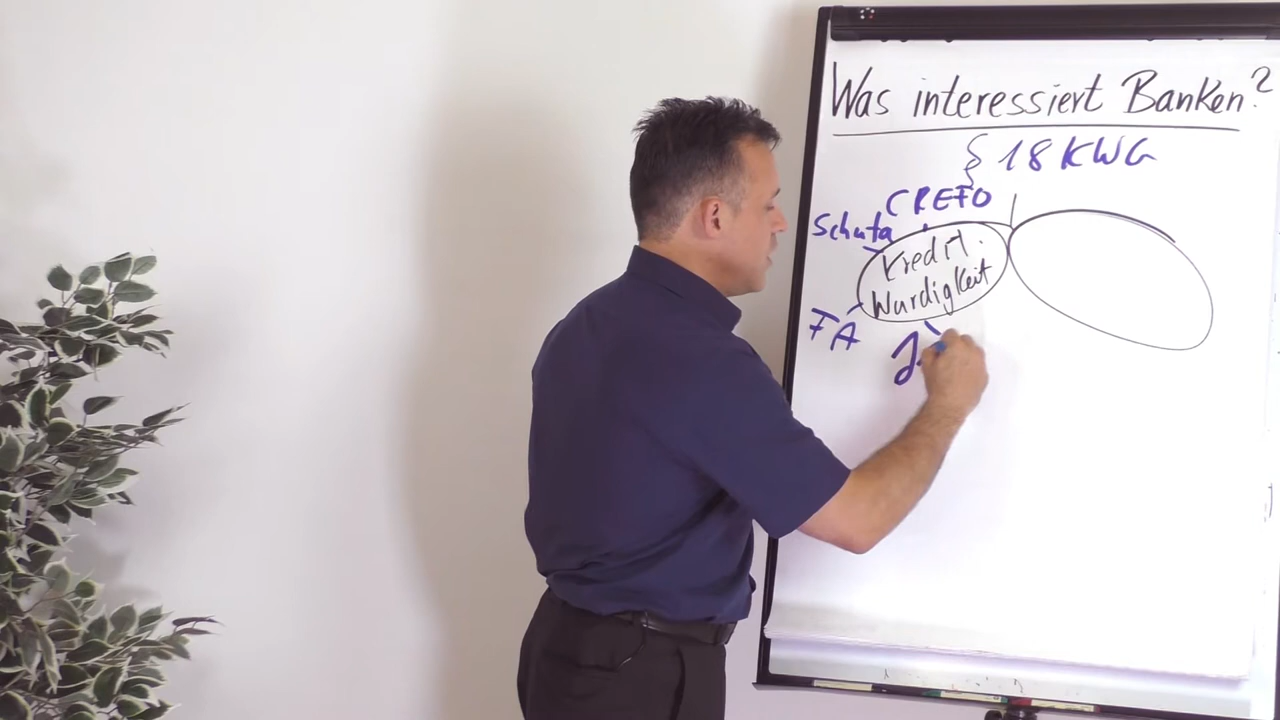 Was interessiert Banken?
§ 18 KWG
CREFO
Schufa
Kredit.
Würdigkeit
FA